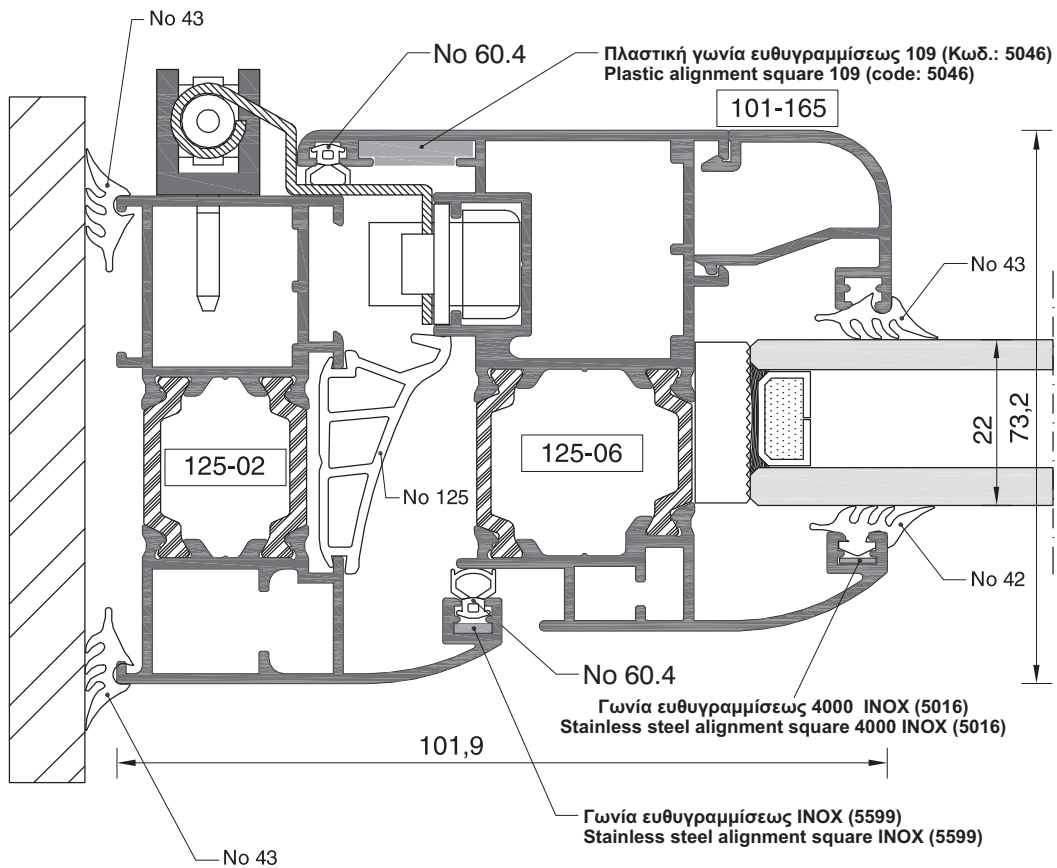 No 43
No 60.4
Πλαστική γωνία ευθυγραμμίσεως 109 (Κωδ.: 5046)
Plastic alignment square 109 (code: 5046)
101-165
No 43
22
73,2
125-02
125-06
No 125
No 42
No 60.4
Γωνία ευθυγραμμίσεως 4000 INOX (5016)
Stainless steel alignment square 4000 INOX (5016)
101,9
Γωνία ευθυγραμμίσεως INOX (5599)
Stainless steel alignment square INOX (5599)
No 43